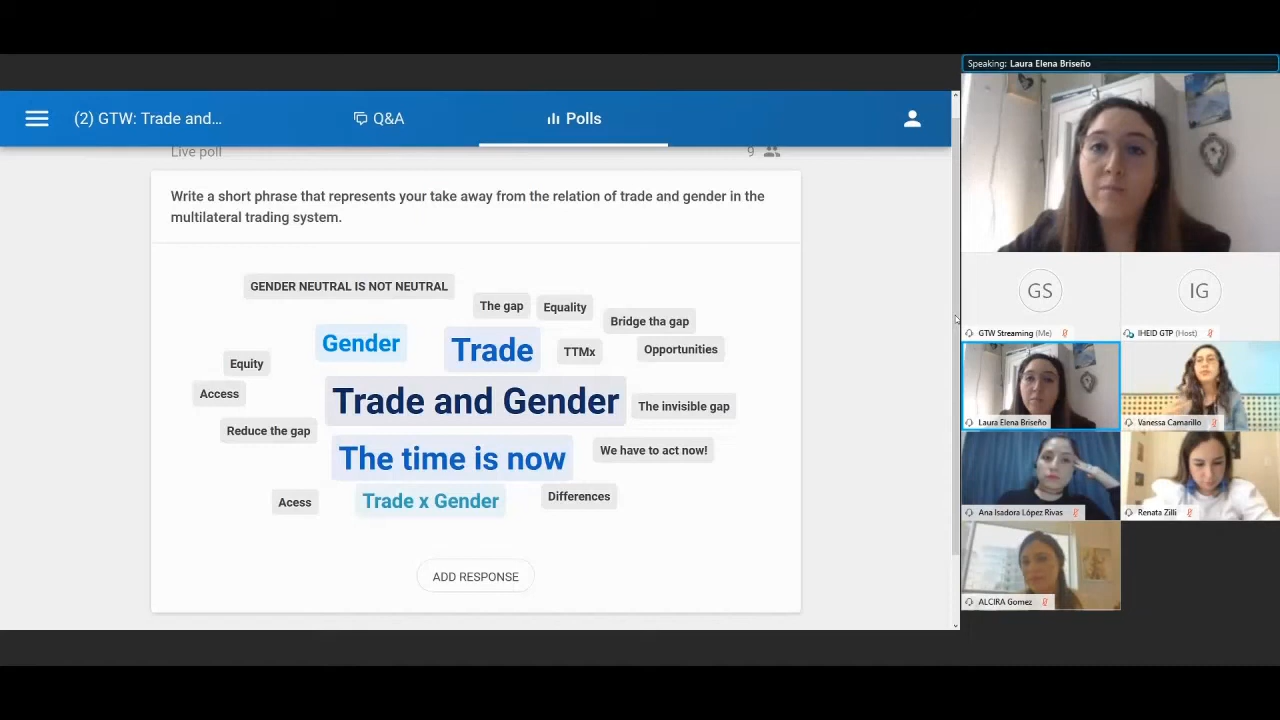 Speaking: Laura Elena Briseño
(2) GTW: Trade and...
Q&A
Polls
Live poll
9
Write a short phrase that represents your take away from the relation of trade and gender in the
multilateral trading system.
GENDER NEUTRAL IS NOT NEUTRAL
The gap
Equality
Bridge tha gap
Gender
Trade
TTMx
Opportunities
Equity
Access
Trade and Gender
The invisible gap
Reduce the gap
The time is now
We have to act now!
Acess
Trade x Gender
Differences
ADD RESPONSE
GS
IG
GTW Streaming (Me)
IHEID GTP (Host)
Laura Elena Briseño
Vanessa Camarillo
Ana Isadora López Rivas
Renata Zilli
ALCIRA Gomez